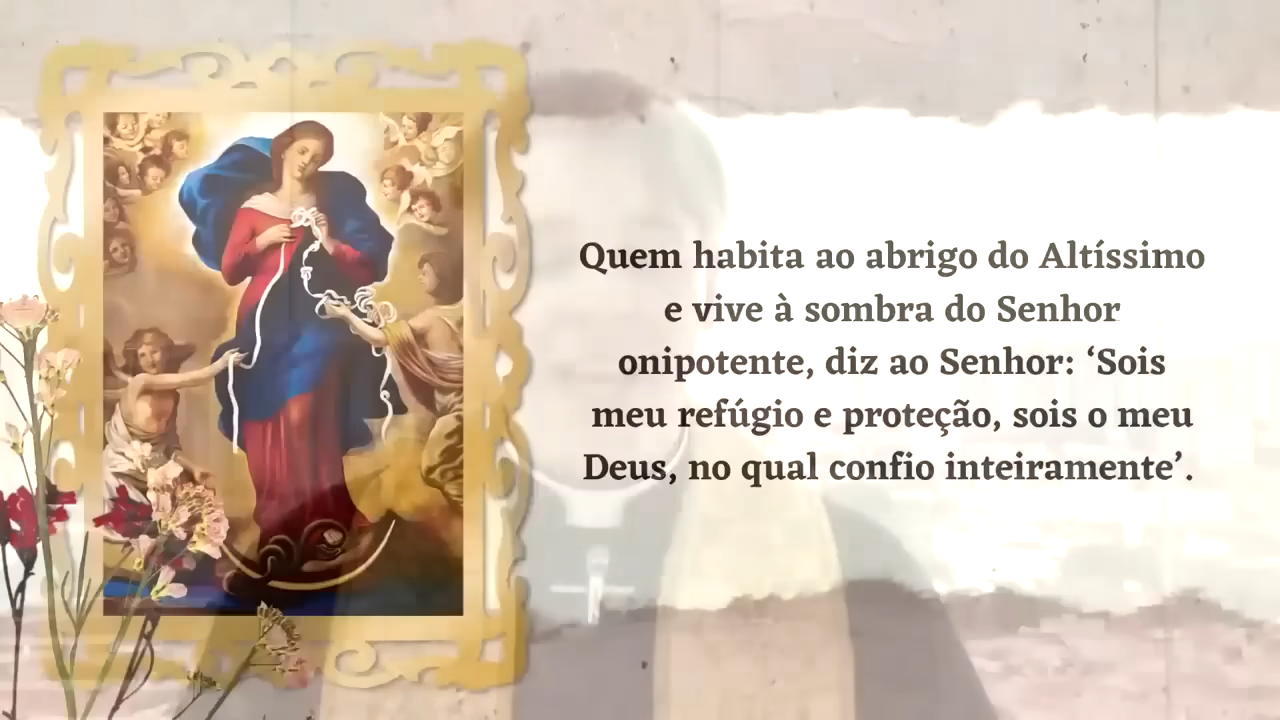 Quem habita ao abrigo do Altíssimo
e vive à sombra do Senhor
onipotente, diz ao Senhor: ‘Sois
meu refúgio e proteção, sois o meu
Deus, no qual confio inteiramente’.